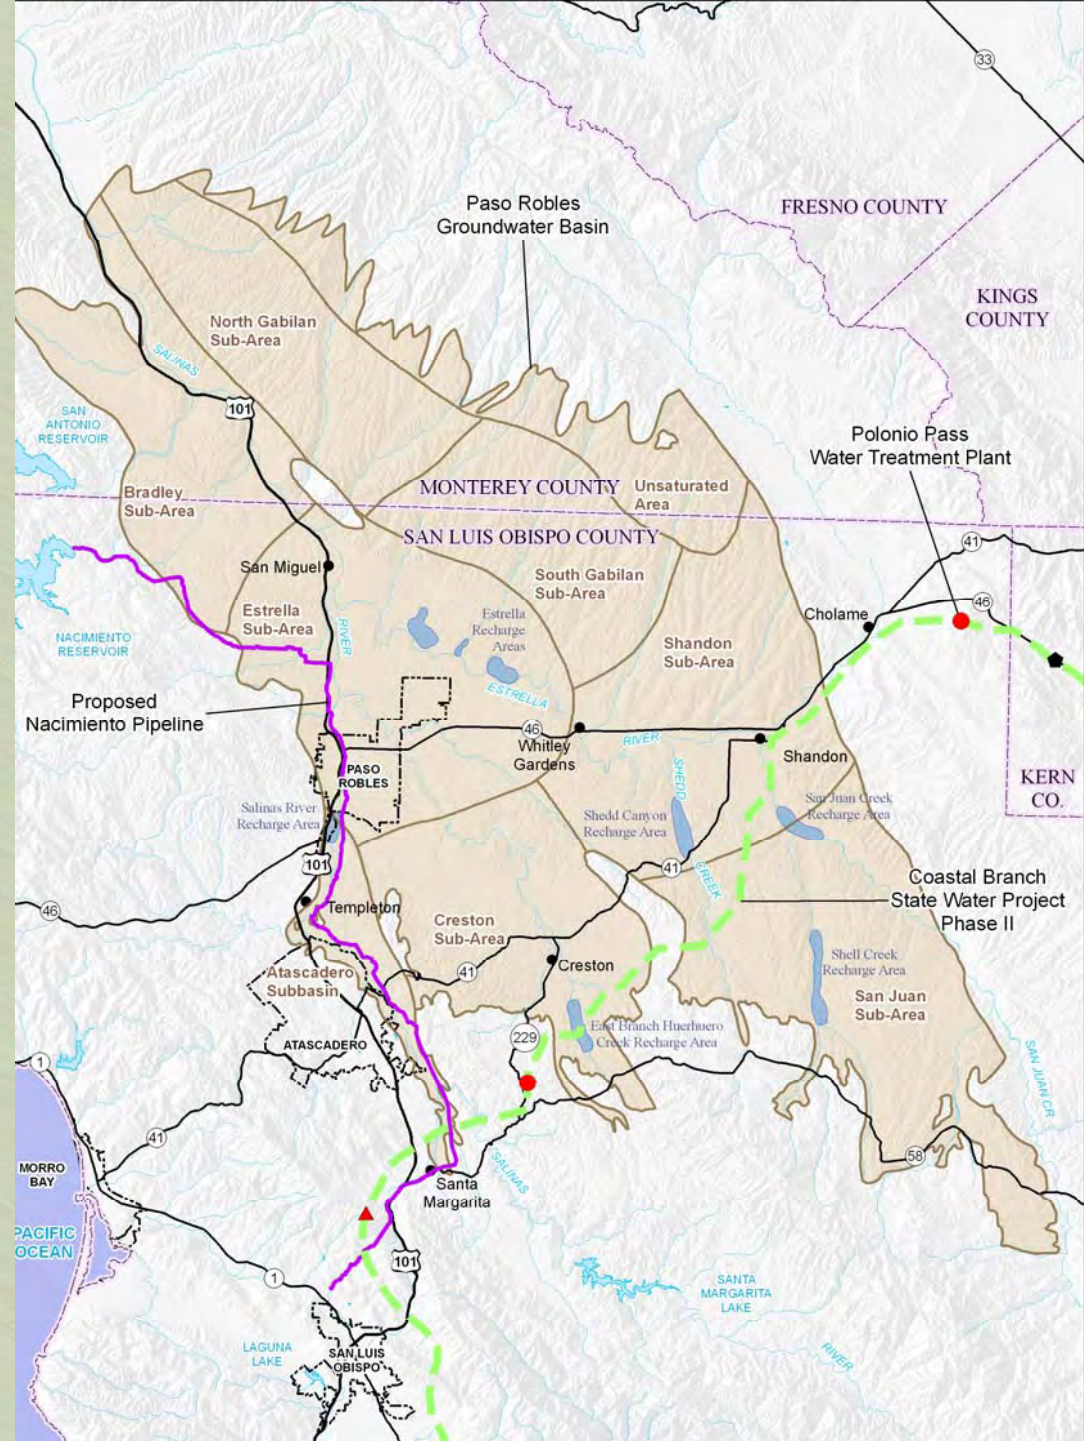 33
Paso Robles
Groundwater Basin
FRESNO COUNTY
KINGS
COUNTY
North Gabilan
Sub-Area
SALINAS
101
SAN
ANTONIO
RESERVOIR
Polonio Pass
Water Treatment Plant
Bradley
Sub-Area
MONTEREY COUNTY
Unsaturated
Area
SAN LUIS OBISPO COUNTY
41
San Miguel
South Gabilan
Sub-Area
46
Estrella
Sub-Area
Estrella
Recharge
Areas
Cholame
RIVER
NACIMIENTO
RESERVOIR
Shandon
Sub-Area
ESTRELLA
Proposed
Nacimiento Pipeline
46
Whitley
Gardens
RIVER
Shandon
PASO
ROBLES
SHEDD
KERN
CO.
Salinas River
Recharge Area
Shedd Canyon
Recharge Area
San Juan Creek
Recharge Area
101
41
CREEK
Coastal Branch
State Water Project
Phase II
46
Templeton
Creston
Sub-Area
Shell Creek
Recharge Area
41
Creston
Atascadero
Subbasin
San Juan
Sub-Area
229
East Branch Huerhuero
Creek Recharge Area
ATASCADERO
1
SAN JUAN CR
41
58
MORRO
BAY
SALINAS
Santa
Margarita
PACIFIC
OCEAN
101
1
SANTA
MARGARITA
LAKE
LAGUNA
LAKE
SAN LUIS
OBISPO
RIVER